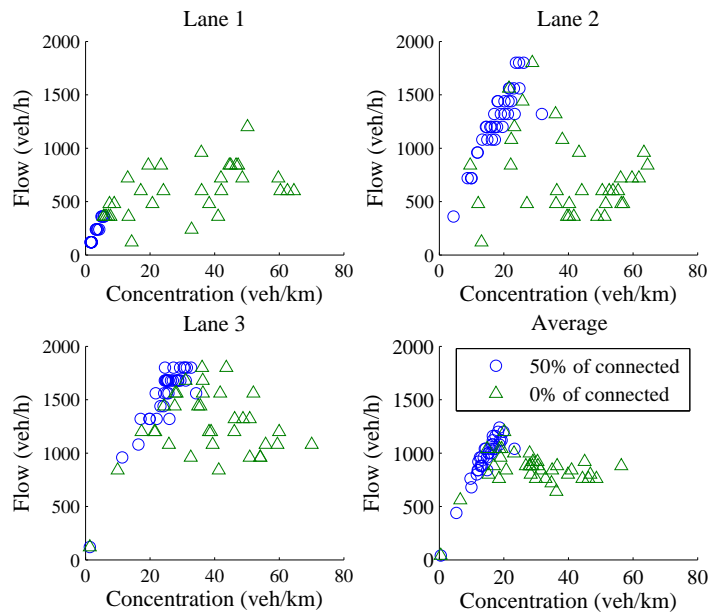 Lane 1
2000
1500
1000
500
0
0 20 40 60 80
Flow (veh/h)
Concentration (veh/km)
Lane 2
2000
1500
1000
500
0
0 20 40 60 80
Flow (veh/h)
Concentration (veh/km)
Lane 3
2000
1500
1000
500
0
0 20 40 60 80
Flow (veh/h)
Concentration (veh/km)
Average
2000
1500
1000
500
0
0 20 40 60 80
Flow (veh/h)
Concentration (veh/km)
50% of connected
0% of connected